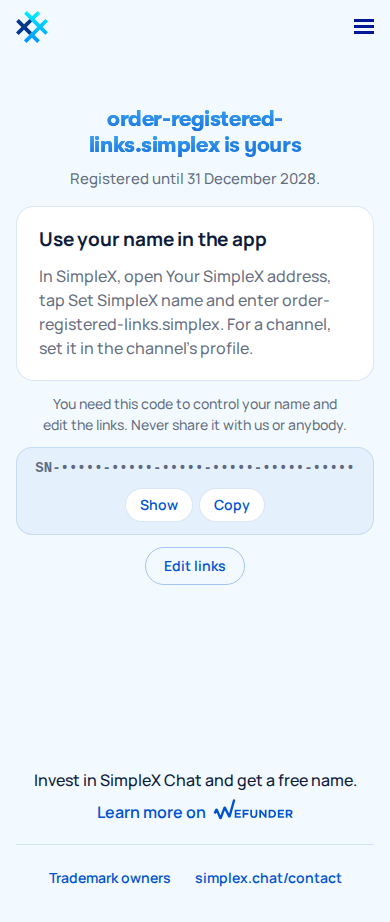 order-registered-
links.simplex is yours
Registered until 31 December 2028.
Use your name in the app
In SimpleX, open Your SimpleX address,
tap Set SimpleX name and enter order-
registered-links.simplex. For a channel,
set it in the channel's profile.
You need this code to control your name and
edit the links. Never share it with us or anybody.
SN-•••••-•••••-•••••-•••••-•••••-•••••
Show Copy
Edit links
Invest in SimpleX Chat and get a free name.
Learn more on WEFUNDER
Trademark owners simplex.chat/contact